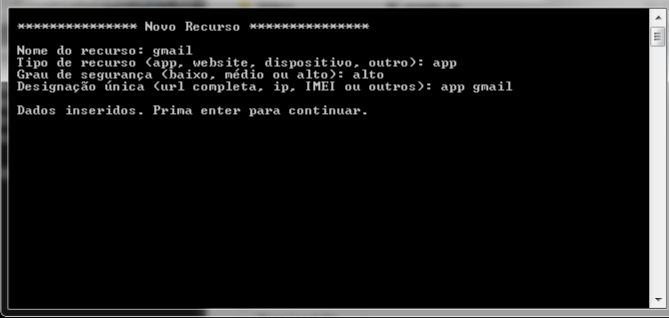 *************** Novo Recurso ***************
Nome do recurso: gmail
Tipo de recurso (app, website, dispositivo, outro): app
Grau de segurança (baixo, médio ou alto): alto
Designação única (url completa, ip, IMEI ou outros): app gmail
Dados inseridos. Prima enter para continuar.